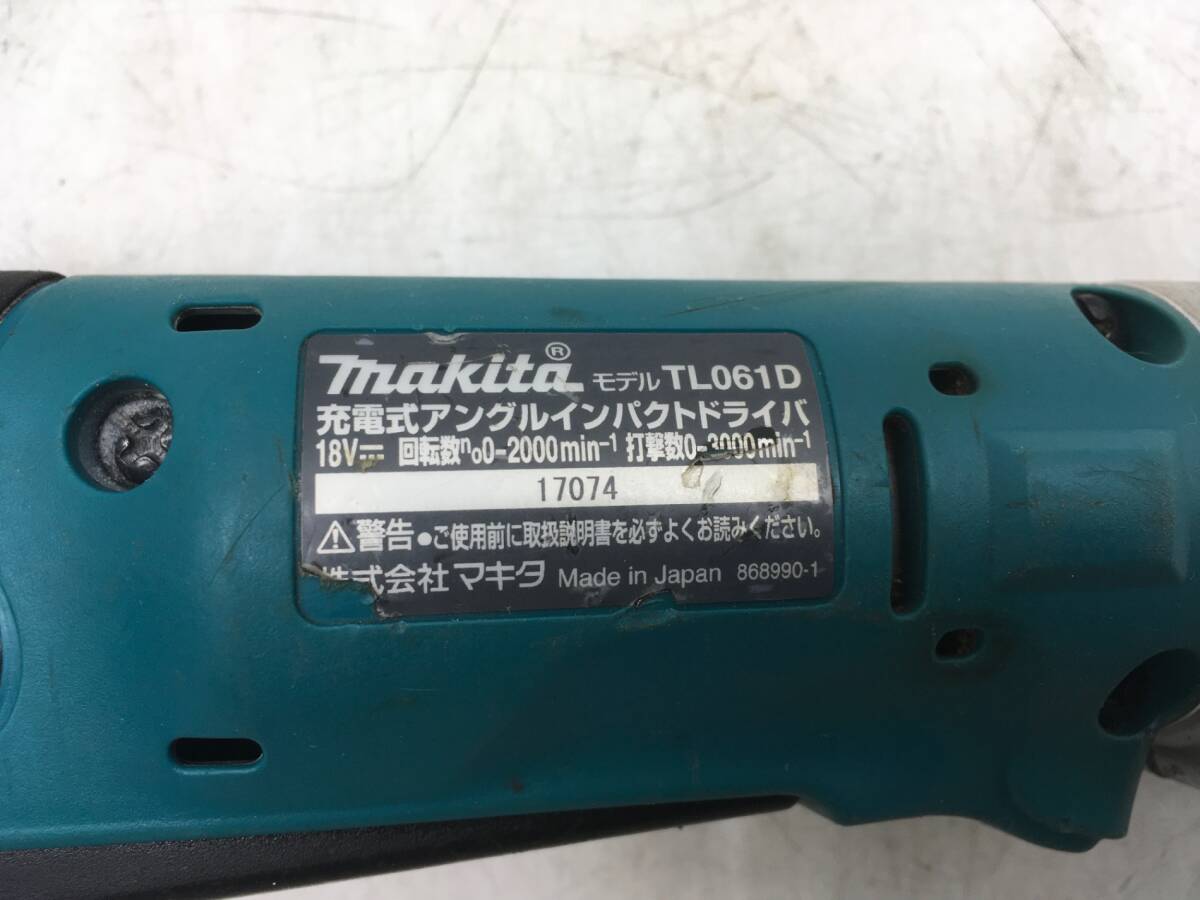 makita® モデル TL061D
充電式アングルインパクトドライバ
18V⎓ 回転数n₀0-2000min⁻¹ 打撃数0-3000min⁻¹
17074
⚠警告 ●ご使用前に取扱説明書を必ずよくお読みください。
株式会社マキタ Made in Japan 868990-1